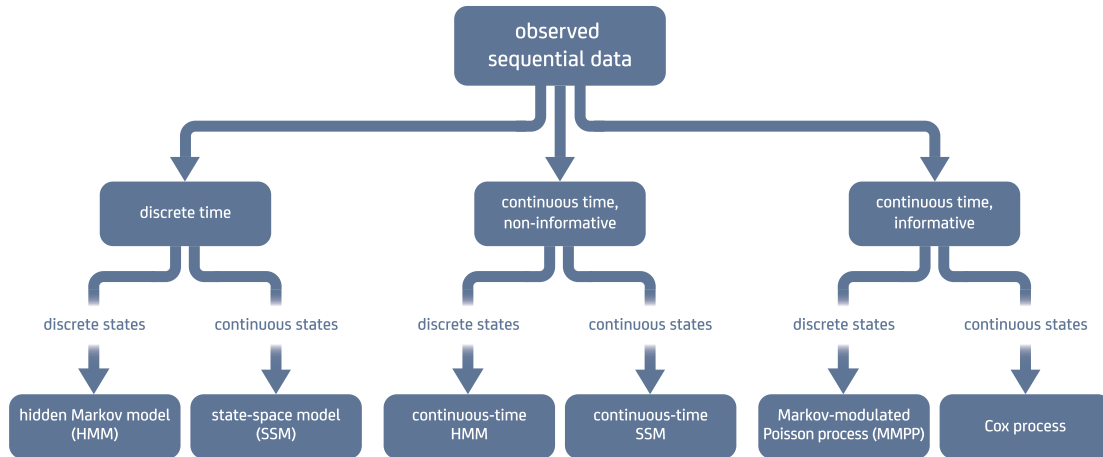 observed
sequential data
discrete time
continuous time,
non-informative
continuous time,
informative
discrete states
continuous states
discrete states
continuous states
discrete states
continuous states
hidden Markov model
(HMM)
state-space model
(SSM)
continuous-time
HMM
continuous-time
SSM
Markov-modulated
Poisson process (MMPP)
Cox process